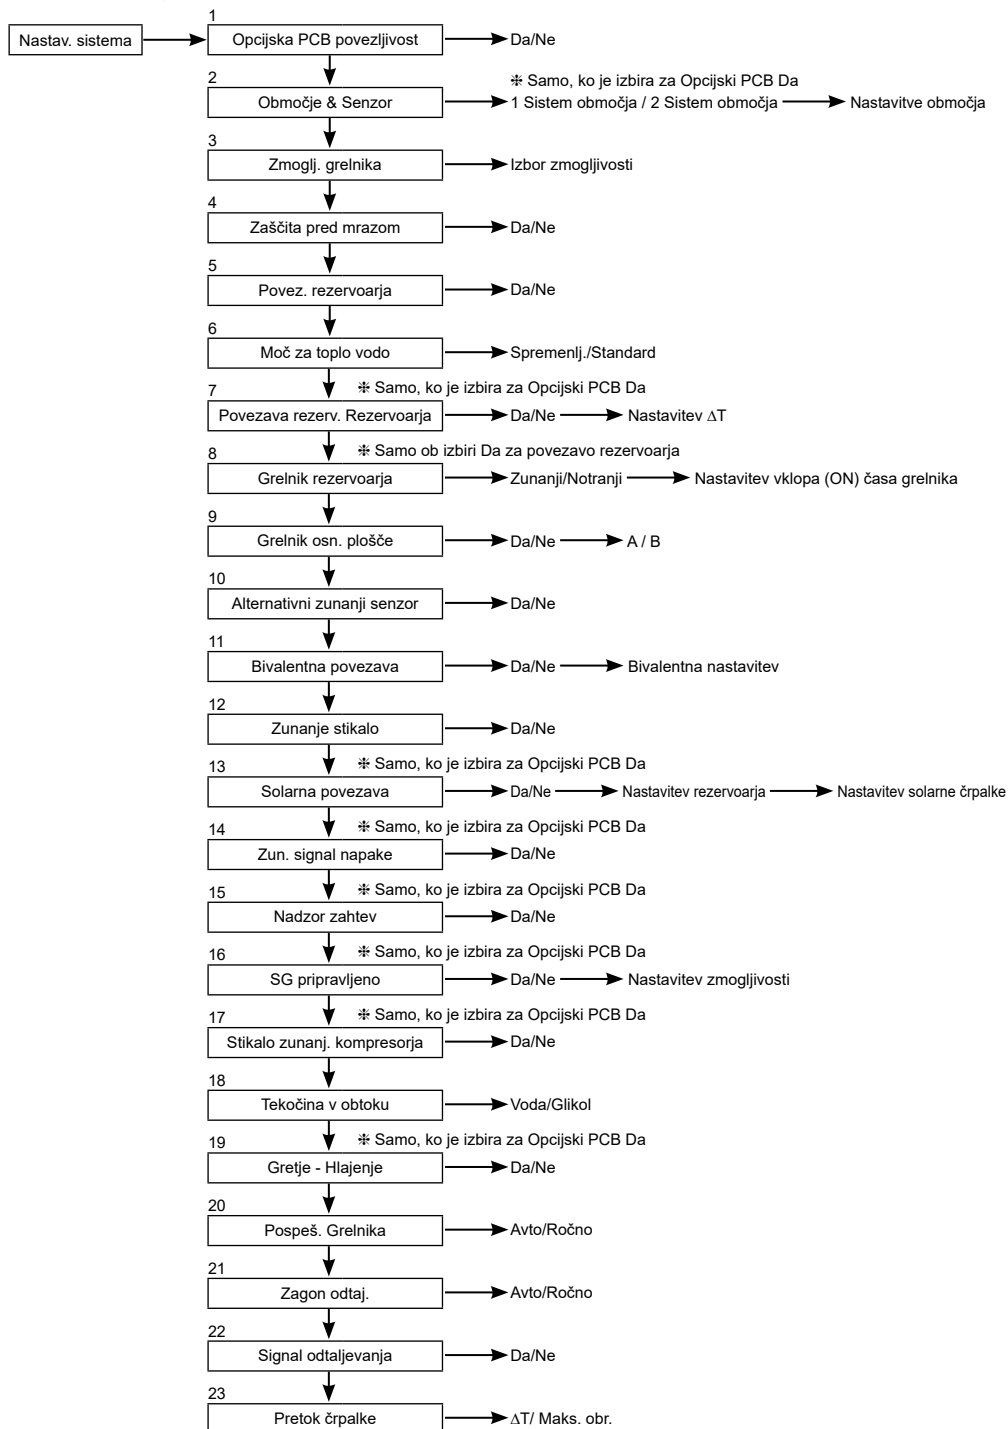 1
Nastav. sistema Opcijska PCB povezljivost Da/Ne
2 ❈ Samo, ko je izbira za Opcijski PCB Da
Območje & Senzor 1 Sistem območja / 2 Sistem območja Nastavitve območja
3
Zmoglj. grelnika Izbor zmogljivosti
4
Zaščita pred mrazom Da/Ne
5
Povez. rezervoarja Da/Ne
6
Moč za toplo vodo Spremenlj./Standard
7 ❈ Samo, ko je izbira za Opcijski PCB Da
Povezava rezerv. Rezervoarja Da/Ne Nastavitev ∆T
8 ❈ Samo ob izbiri Da za povezavo rezervoarja
Grelnik rezervoarja Zunanji/Notranji Nastavitev vklopa (ON) časa grelnika
9
Grelnik osn. plošče Da/Ne A / B
10
Alternativni zunanji senzor Da/Ne
11
Bivalentna povezava Da/Ne Bivalentna nastavitev
12
Zunanje stikalo Da/Ne
13 ❈ Samo, ko je izbira za Opcijski PCB Da
Solarna povezava Da/Ne Nastavitev rezervoarja Nastavitev solarne črpalke
14 ❈ Samo, ko je izbira za Opcijski PCB Da
Zun. signal napake Da/Ne
15 ❈ Samo, ko je izbira za Opcijski PCB Da
Nadzor zahtev Da/Ne
16 ❈ Samo, ko je izbira za Opcijski PCB Da
SG pripravljeno Da/Ne Nastavitev zmogljivosti
17 ❈ Samo, ko je izbira za Opcijski PCB Da
Stikalo zunanj. kompresorja Da/Ne
18
Tekočina v obtoku Voda/Glikol
19 ❈ Samo, ko je izbira za Opcijski PCB Da
Gretje - Hlajenje Da/Ne
20
Pospeš. Grelnika Avto/Ročno
21
Zagon odtaj. Avto/Ročno
22
Signal odtaljevanja Da/Ne
23
Pretok črpalke ∆T/ Maks. obr.